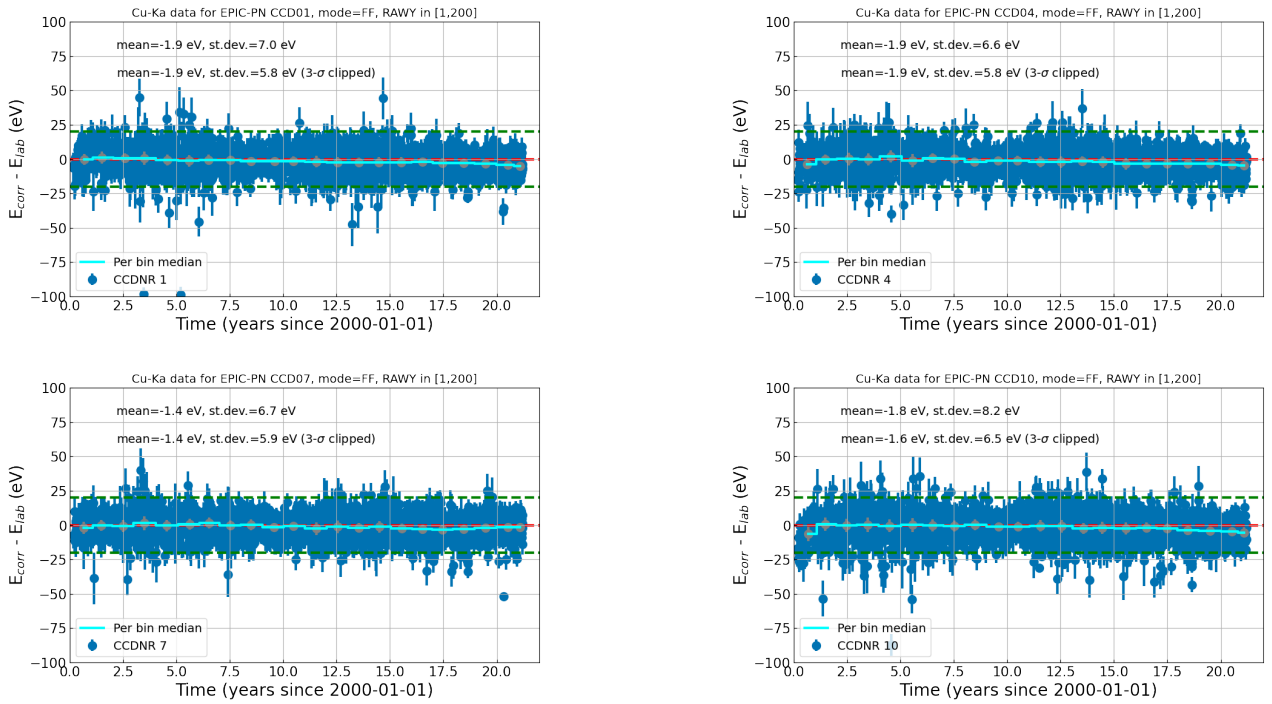 Cu-Ka data for EPIC-PN CCD01, mode=FF, RAWY in [1,200]
mean=-1.9 eV, st.dev.=7.0 eV
mean=-1.9 eV, st.dev.=5.8 eV (3-σ clipped)
E_corr - E_lab (eV)
100
75
50
25
0
−25
−50
−75
−100
Per bin median
CCDNR 1
0.0 2.5 5.0 7.5 10.0 12.5 15.0 17.5 20.0
Time (years since 2000-01-01)
Cu-Ka data for EPIC-PN CCD04, mode=FF, RAWY in [1,200]
mean=-1.9 eV, st.dev.=6.6 eV
mean=-1.9 eV, st.dev.=5.8 eV (3-σ clipped)
E_corr - E_lab (eV)
100
75
50
25
0
−25
−50
−75
−100
Per bin median
CCDNR 4
0.0 2.5 5.0 7.5 10.0 12.5 15.0 17.5 20.0
Time (years since 2000-01-01)
Cu-Ka data for EPIC-PN CCD07, mode=FF, RAWY in [1,200]
mean=-1.4 eV, st.dev.=6.7 eV
mean=-1.4 eV, st.dev.=5.9 eV (3-σ clipped)
E_corr - E_lab (eV)
100
75
50
25
0
−25
−50
−75
−100
Per bin median
CCDNR 7
0.0 2.5 5.0 7.5 10.0 12.5 15.0 17.5 20.0
Time (years since 2000-01-01)
Cu-Ka data for EPIC-PN CCD10, mode=FF, RAWY in [1,200]
mean=-1.8 eV, st.dev.=8.2 eV
mean=-1.6 eV, st.dev.=6.5 eV (3-σ clipped)
E_corr - E_lab (eV)
100
75
50
25
0
−25
−50
−75
−100
Per bin median
CCDNR 10
0.0 2.5 5.0 7.5 10.0 12.5 15.0 17.5 20.0
Time (years since 2000-01-01)